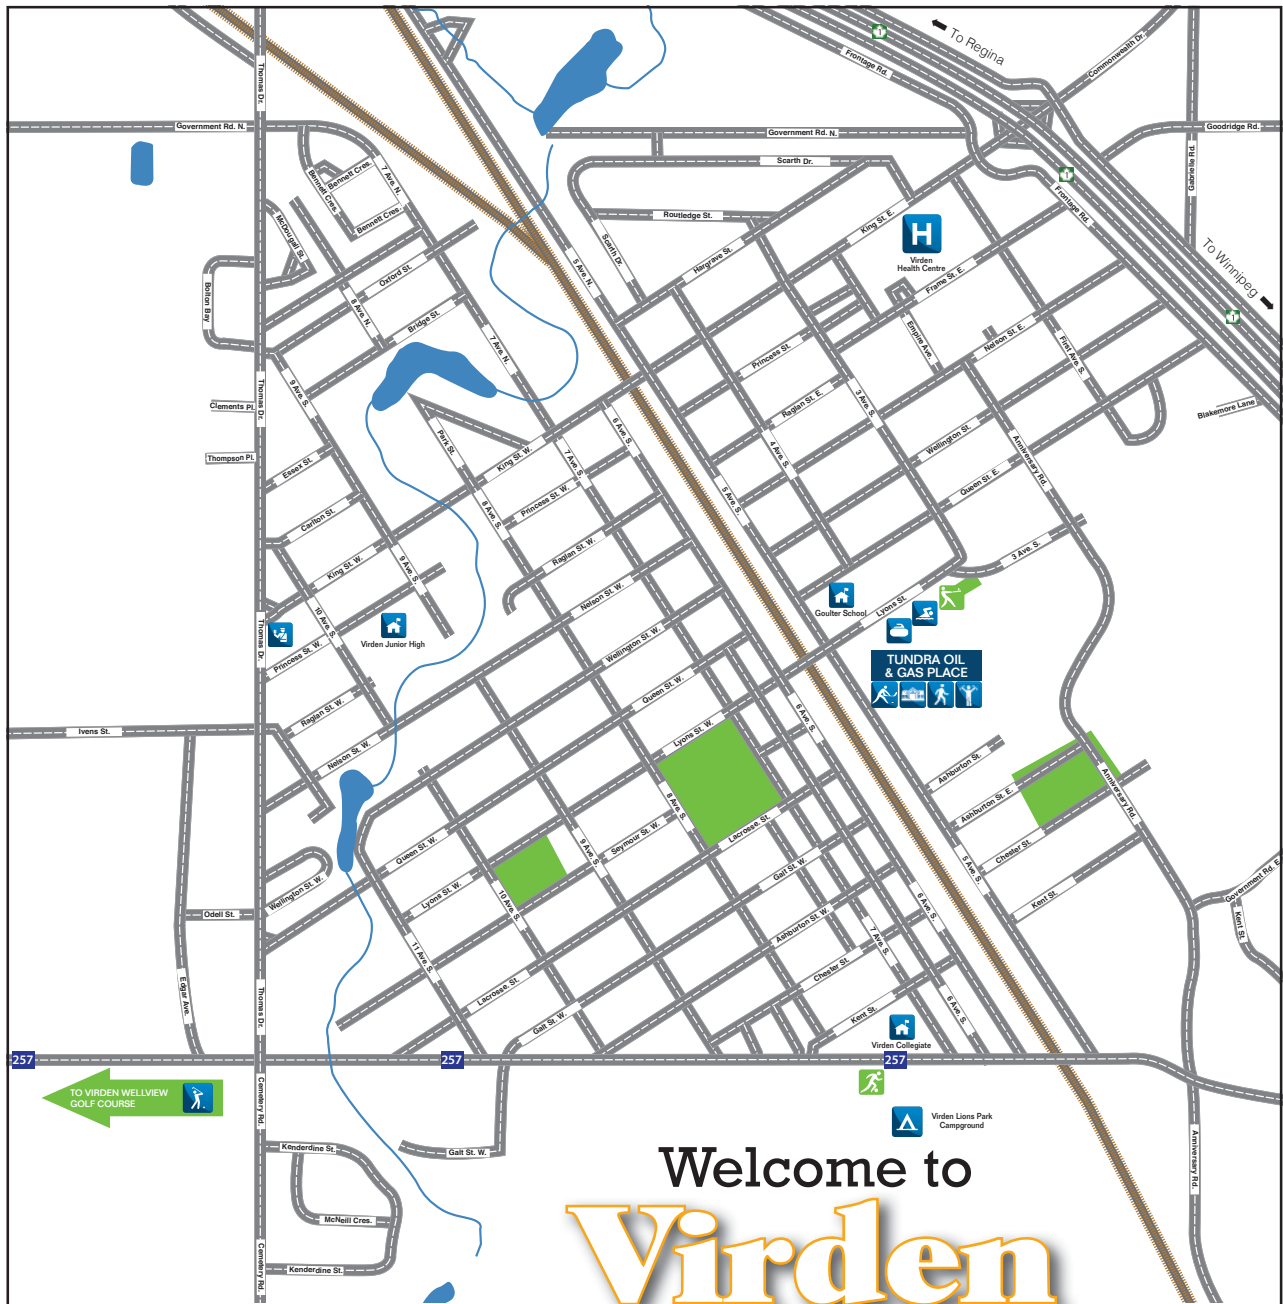 To Regina
1
Frontage Rd.
Commonwealth Dr.
Thomas Dr.
Government Rd. N.
Government Rd. N.
Goodridge Rd.
Gabrielle Rd.
Scarth Dr.
Bennett Cres.
Bennett Cres.
Bennett Cres.
7 Ave. N.
1
Frontage Rd.
Routledge St.
McDougall St.
King St. E.
H
Virden
Health Centre
To Winnipeg
Scarth Dr.
Hargrave St.
5 Ave. N.
Oxford St.
Frame St. E.
Bolton Bay
8 Ave. N.
Bridge St.
1
7 Ave. N.
Empire Ave.
Nelson St. E.
First Ave. S.
Princess St.
Thomas Dr.
9 Ave. S.
Clements Pl.
Raglan St. E.
3 Ave. S.
Blakemore Lane
Park St.
6 Ave. S.
Wellington St.
Thompson Pl.
Essex St.
King St. W.
7 Ave. S.
4 Ave. S.
Anniversary Rd.
Queen St. E.
Princess St. W.
8 Ave. S.
5 Ave. S.
Carlton St.
Raglan St. W.
3 Ave. S.
King St. W.
9 Ave. S.
Nelson St. W.
Goulter School
Lyons St.
10 Ave. S.
Thomas Dr.
Virden Junior High
Princess St. W.
Wellington St. W.
TUNDRA OIL
& GAS PLACE
Queen St. W.
Raglan St. W.
Ivens St.
Lyons St. W.
6 Ave. S.
Nelson St. W.
Ashburton St.
Anniversary Rd.
8 Ave. S.
Ashburton St. E.
Lacrosse. St.
Seymour St. W.
Queen St. W.
9 Ave. S.
Chester St.
5 Ave. S.
Galt St. W.
Government Rd. E.
Wellington St. W.
Lyons St. W.
10 Ave. S.
Kent St.
Kent St.
Odell St.
6 Ave. S.
Ashburton St. W.
7 Ave. S.
11 Ave. S.
Chester St.
Edgar Ave.
Thomas Dr.
Lacrosse. St.
Galt St. W.
Kent St.
6 Ave. S.
Virden Collegiate
257
257
257
TO VIRDEN WELLVIEW
GOLF COURSE
Cemetery Rd.
Virden Lions Park
Campground
Kenderdine St.
Galt St. W.
Anniversary Rd.
McNeill Cres.
Kenderdine St.
Cemetery Rd.
Welcome to
Virden